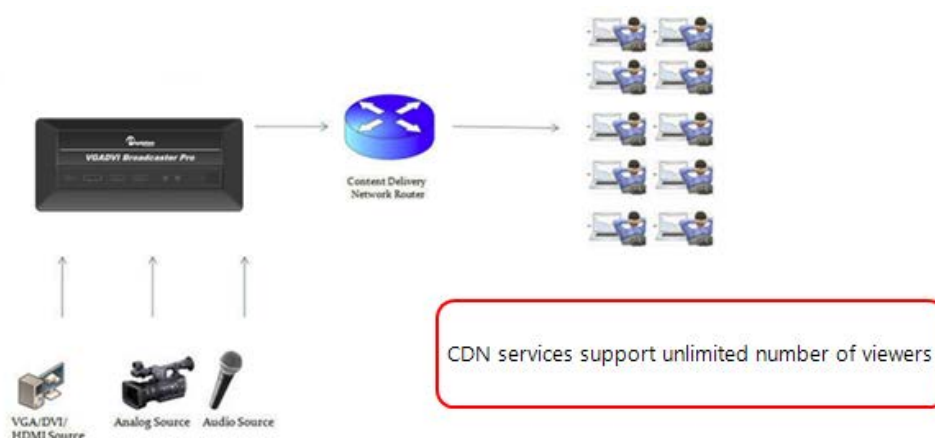 VGADVI Broadcaster Pro
Content Delivery
Network Router
CDN services support unlimited number of viewers
VGA/DVI/
HDMI Source
Analog Source
Audio Source